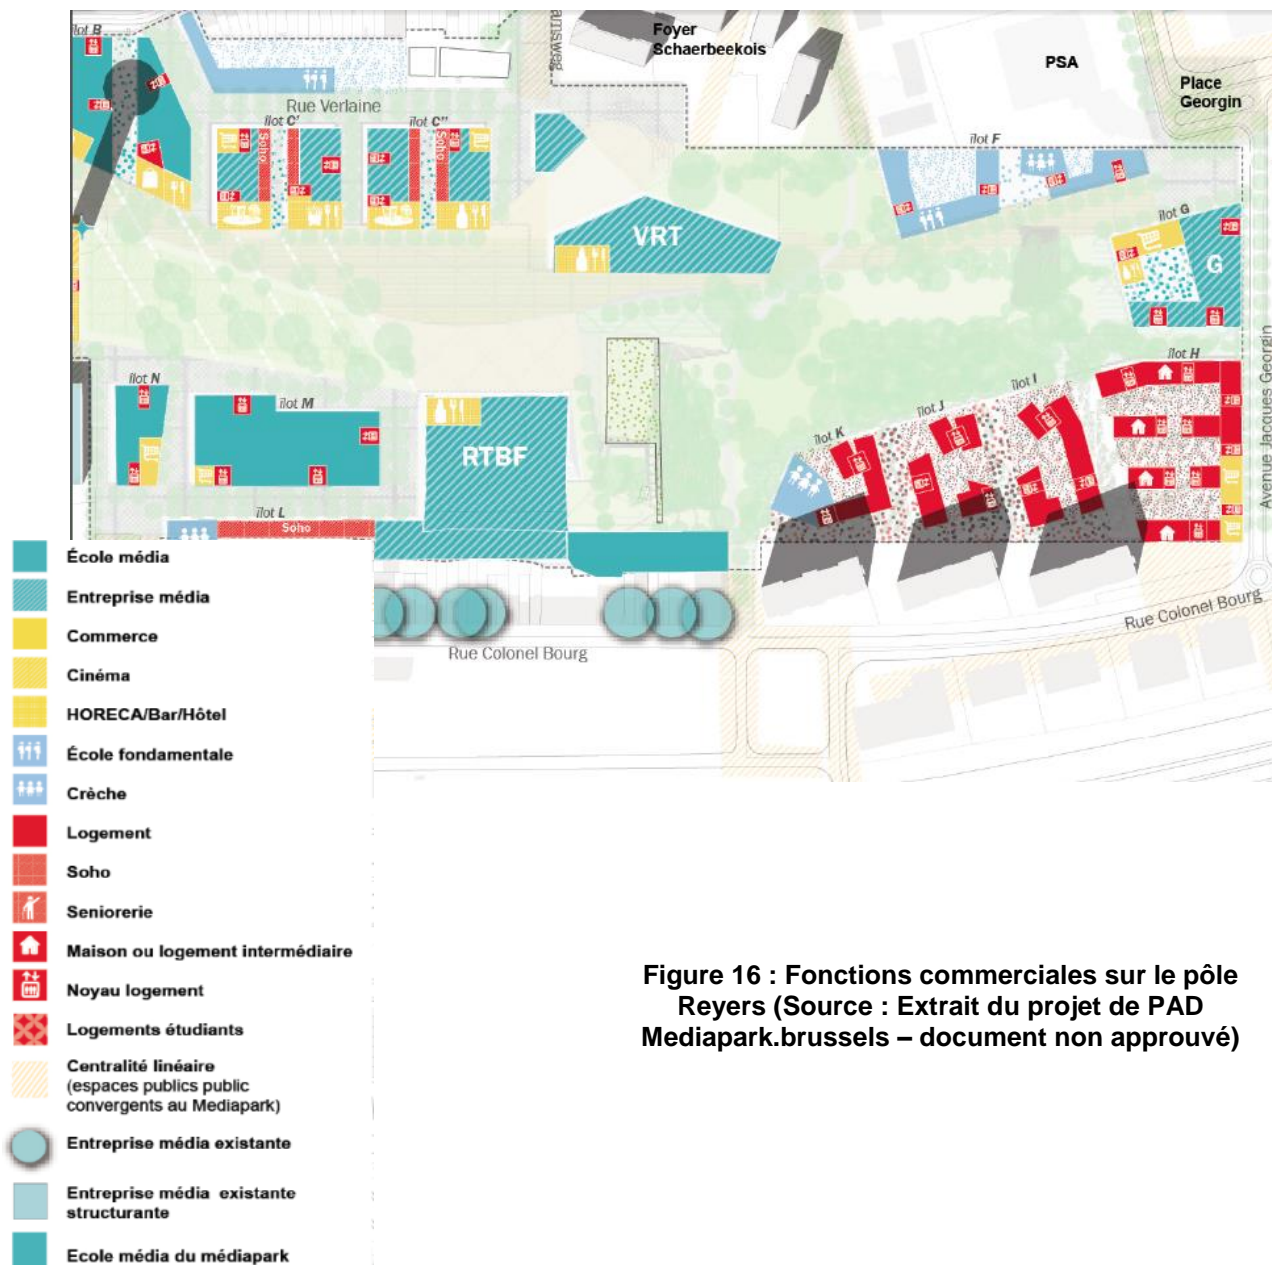 îlot B
Foyer
Schaerbeekois
PSA
Place
Georgin
Rue Verlaine
îlot C'
îlot C"
Soho
Soho
îlot F
VRT
îlot G
G
Avenue Jacques Georgin
îlot H
îlot I
îlot J
îlot K
îlot N
îlot M
RTBF
îlot L
Soho
Rue Colonel Bourg
Rue Colonel Bourg
École média
Entreprise média
Commerce
Cinéma
HORECA/Bar/Hôtel
École fondamentale
Crèche
Logement
Soho
Seniorerie
Maison ou logement intermédiaire
Noyau logement
Logements étudiants
Centralité linéaire
(espaces publics public
convergents au Mediapark)
Entreprise média existante
Entreprise média existante
structurante
Ecole média du médiapark
Figure 16 : Fonctions commerciales sur le pôle
Reyers (Source : Extrait du projet de PAD
Mediapark.brussels – document non approuvé)